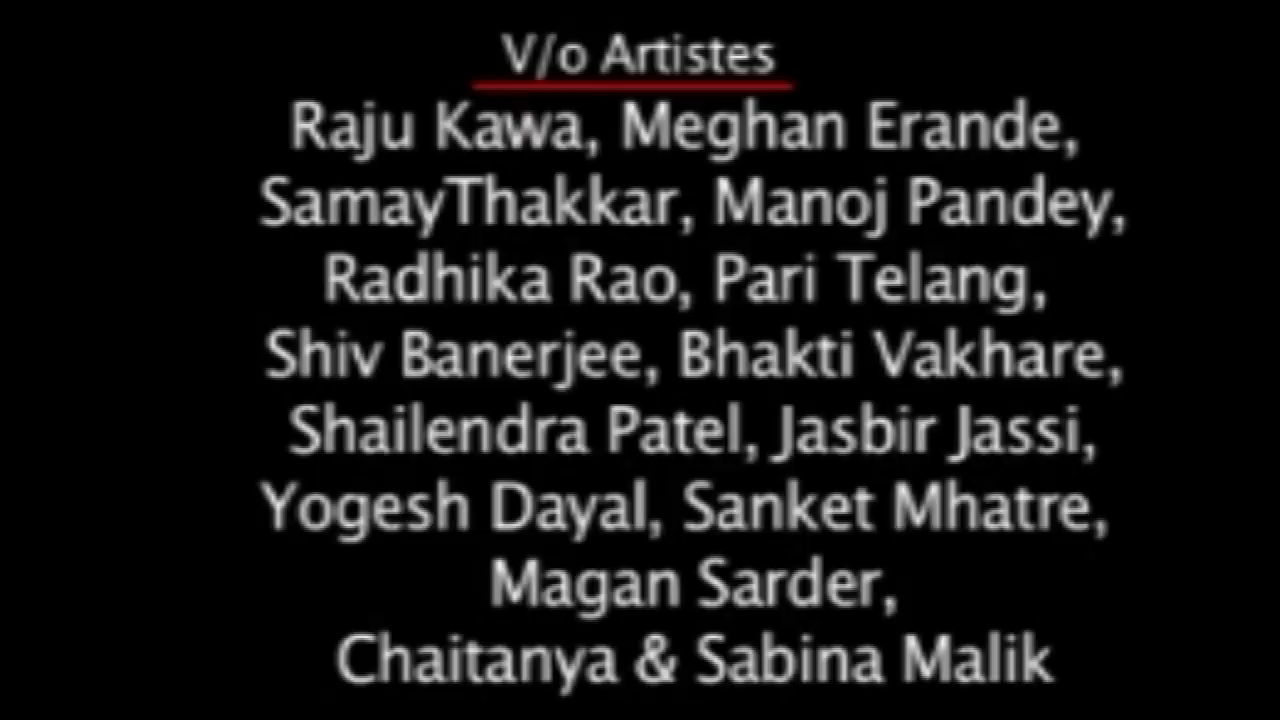 V/o Artistes
Raju Kawa, Meghan Erande,
SamayThakkar, Manoj Pandey,
Radhika Rao, Pari Telang,
Shiv Banerjee, Bhakti Vakhare,
Shailendra Patel, Jasbir Jassi,
Yogesh Dayal, Sanket Mhatre,
Magan Sarder,
Chaitanya & Sabina Malik